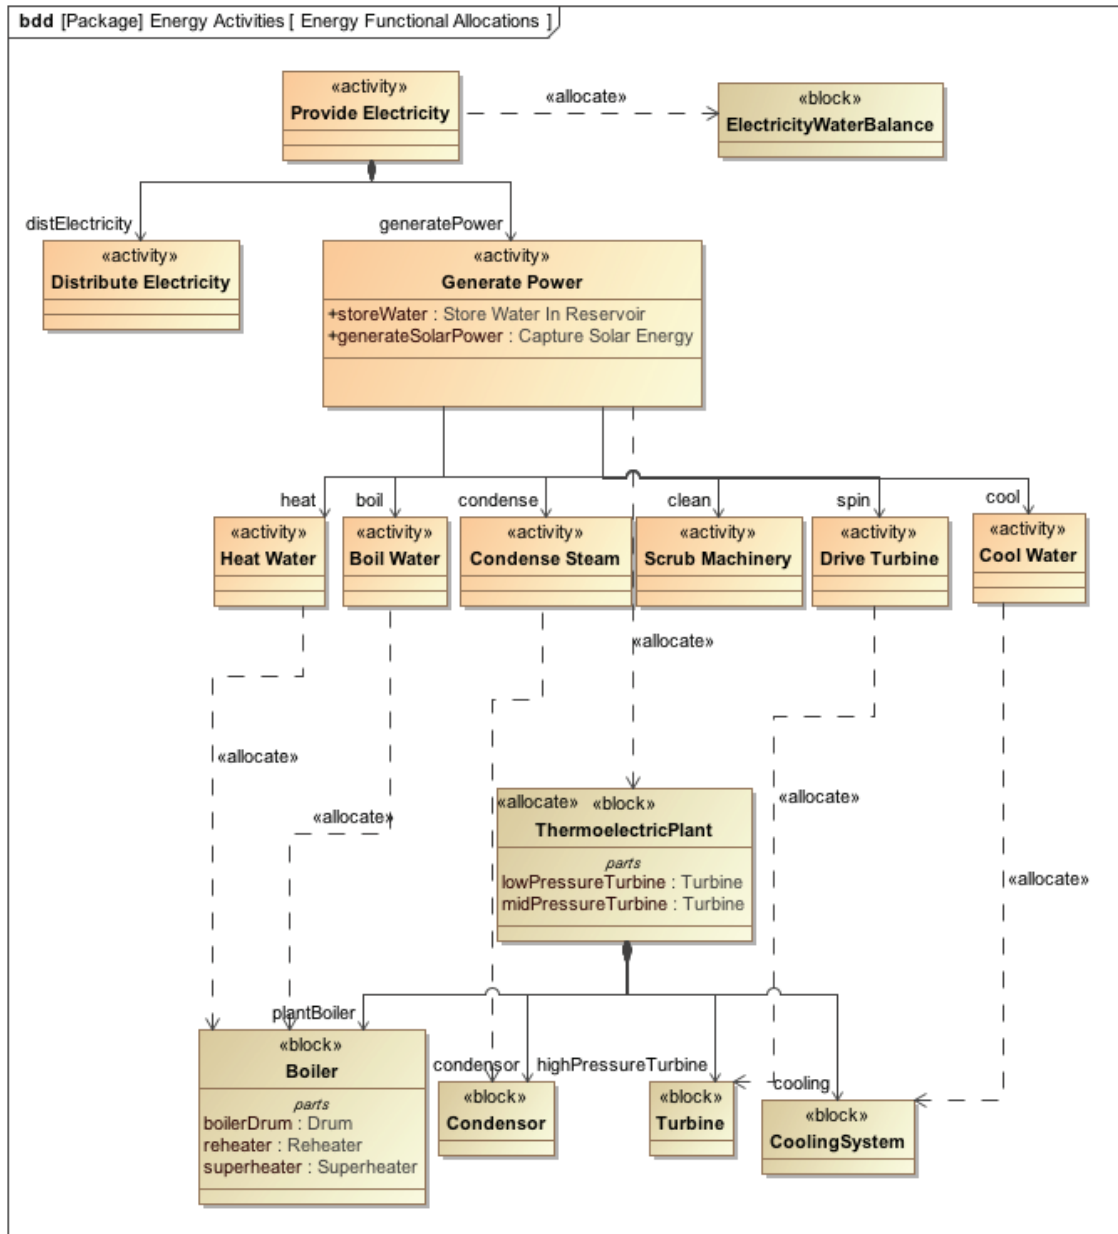 bdd [Package] Energy Activities [ Energy Functional Allocations ]
«activity»
Provide Electricity
«allocate»
«block»
ElectricityWaterBalance
distElectricity
generatePower
«activity»
Distribute Electricity
«activity»
Generate Power
+storeWater : Store Water In Reservoir
+generateSolarPower : Capture Solar Energy
heat
boil
condense
clean
spin
cool
«activity»
Heat Water
«activity»
Boil Water
«activity»
Condense Steam
«activity»
Scrub Machinery
«activity»
Drive Turbine
«activity»
Cool Water
«allocate»
«allocate»
«allocate»
«allocate»
«allocate»
«allocate»
«block»
ThermoelectricPlant
parts
lowPressureTurbine : Turbine
midPressureTurbine : Turbine
«allocate»
plantBoiler
condensor
highPressureTurbine
cooling
«block»
Boiler
parts
boilerDrum : Drum
reheater : Reheater
superheater : Superheater
«block»
Condensor
«block»
Turbine
«block»
CoolingSystem